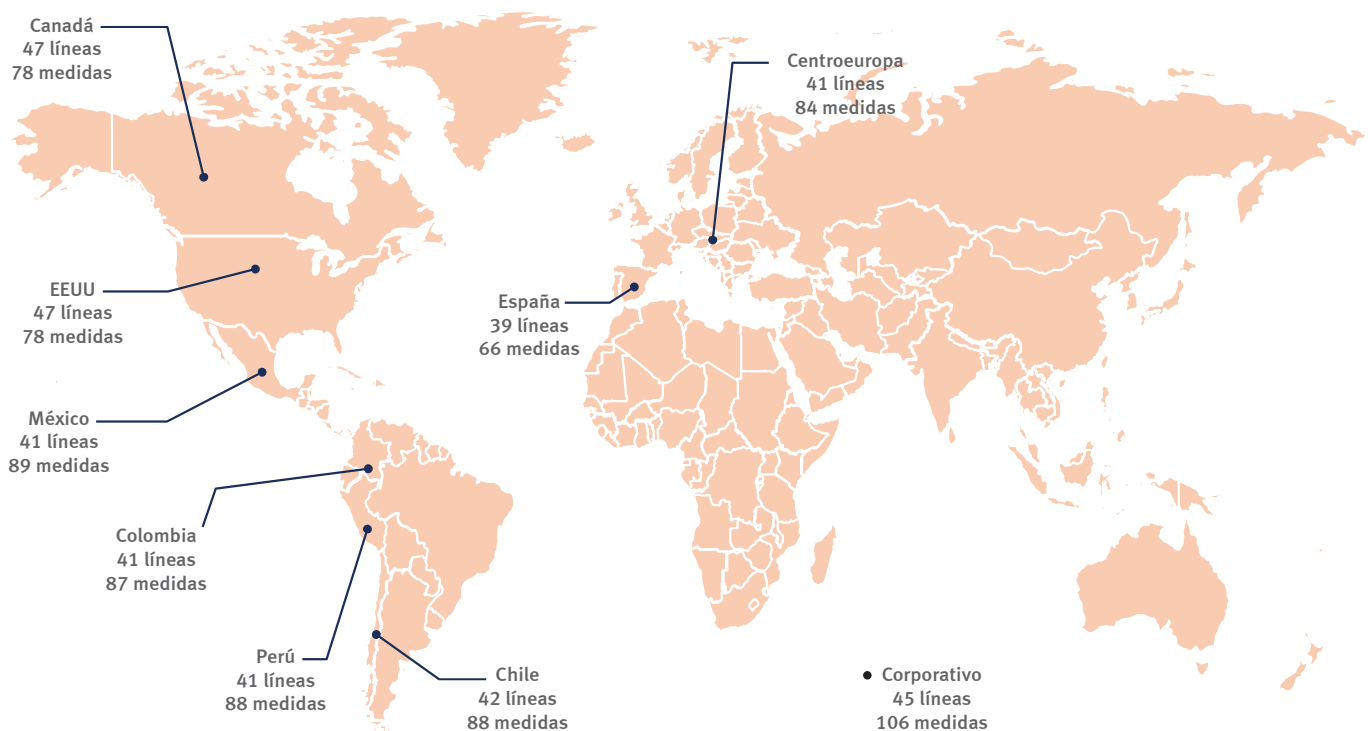 Canadá
47 líneas
78 medidas
Centroeuropa
41 líneas
84 medidas
EEUU
47 líneas
78 medidas
España
39 líneas
66 medidas
México
41 líneas
89 medidas
Colombia
41 líneas
87 medidas
Perú
41 líneas
88 medidas
Chile
42 líneas
88 medidas
Corporativo
45 líneas
106 medidas